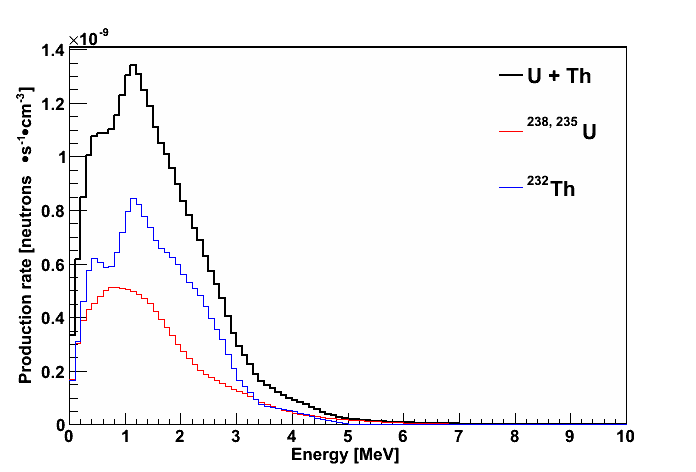 ×10⁻⁹
Production rate [neutrons •s⁻¹•cm⁻³]
1.4
1.2
1
0.8
0.6
0.4
0.2
0
U + Th
²³⁸, ²³⁵ U
²³²Th
0 1 2 3 4 5 6 7 8 9 10
Energy [MeV]